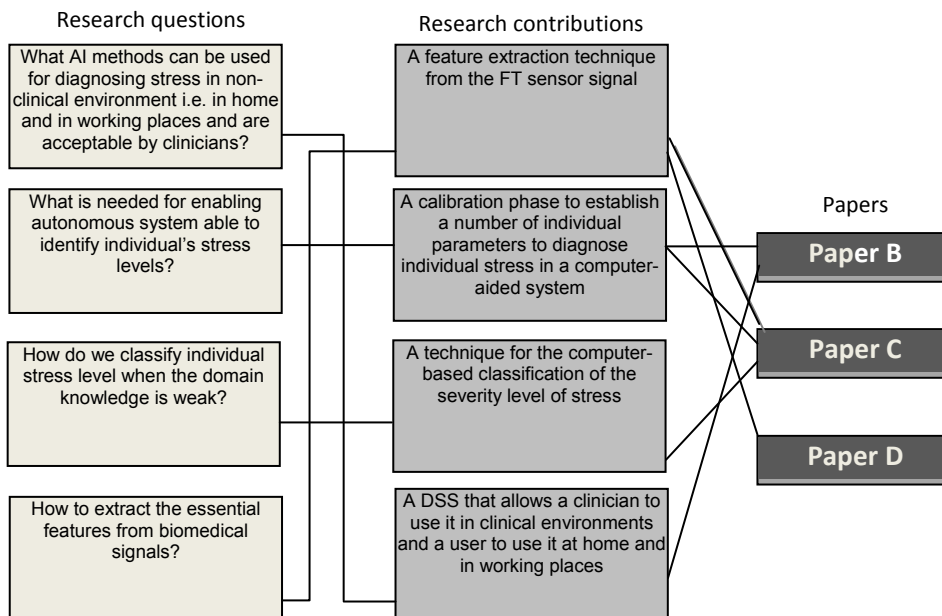 Research questions
What AI methods can be used
for diagnosing stress in non-
clinical environment i.e. in home
and in working places and are
acceptable by clinicians?
What is needed for enabling
autonomous system able to
identify individual's stress
levels?
How do we classify individual
stress level when the domain
knowledge is weak?
How to extract the essential
features from biomedical
signals?
Research contributions
A feature extraction technique
from the FT sensor signal
A calibration phase to establish
a number of individual
parameters to diagnose
individual stress in a computer-
aided system
A technique for the computer-
based classification of the
severity level of stress
A DSS that allows a clinician to
use it in clinical environments
and a user to use it at home and
in working places
Papers
Paper B
Paper C
Paper D